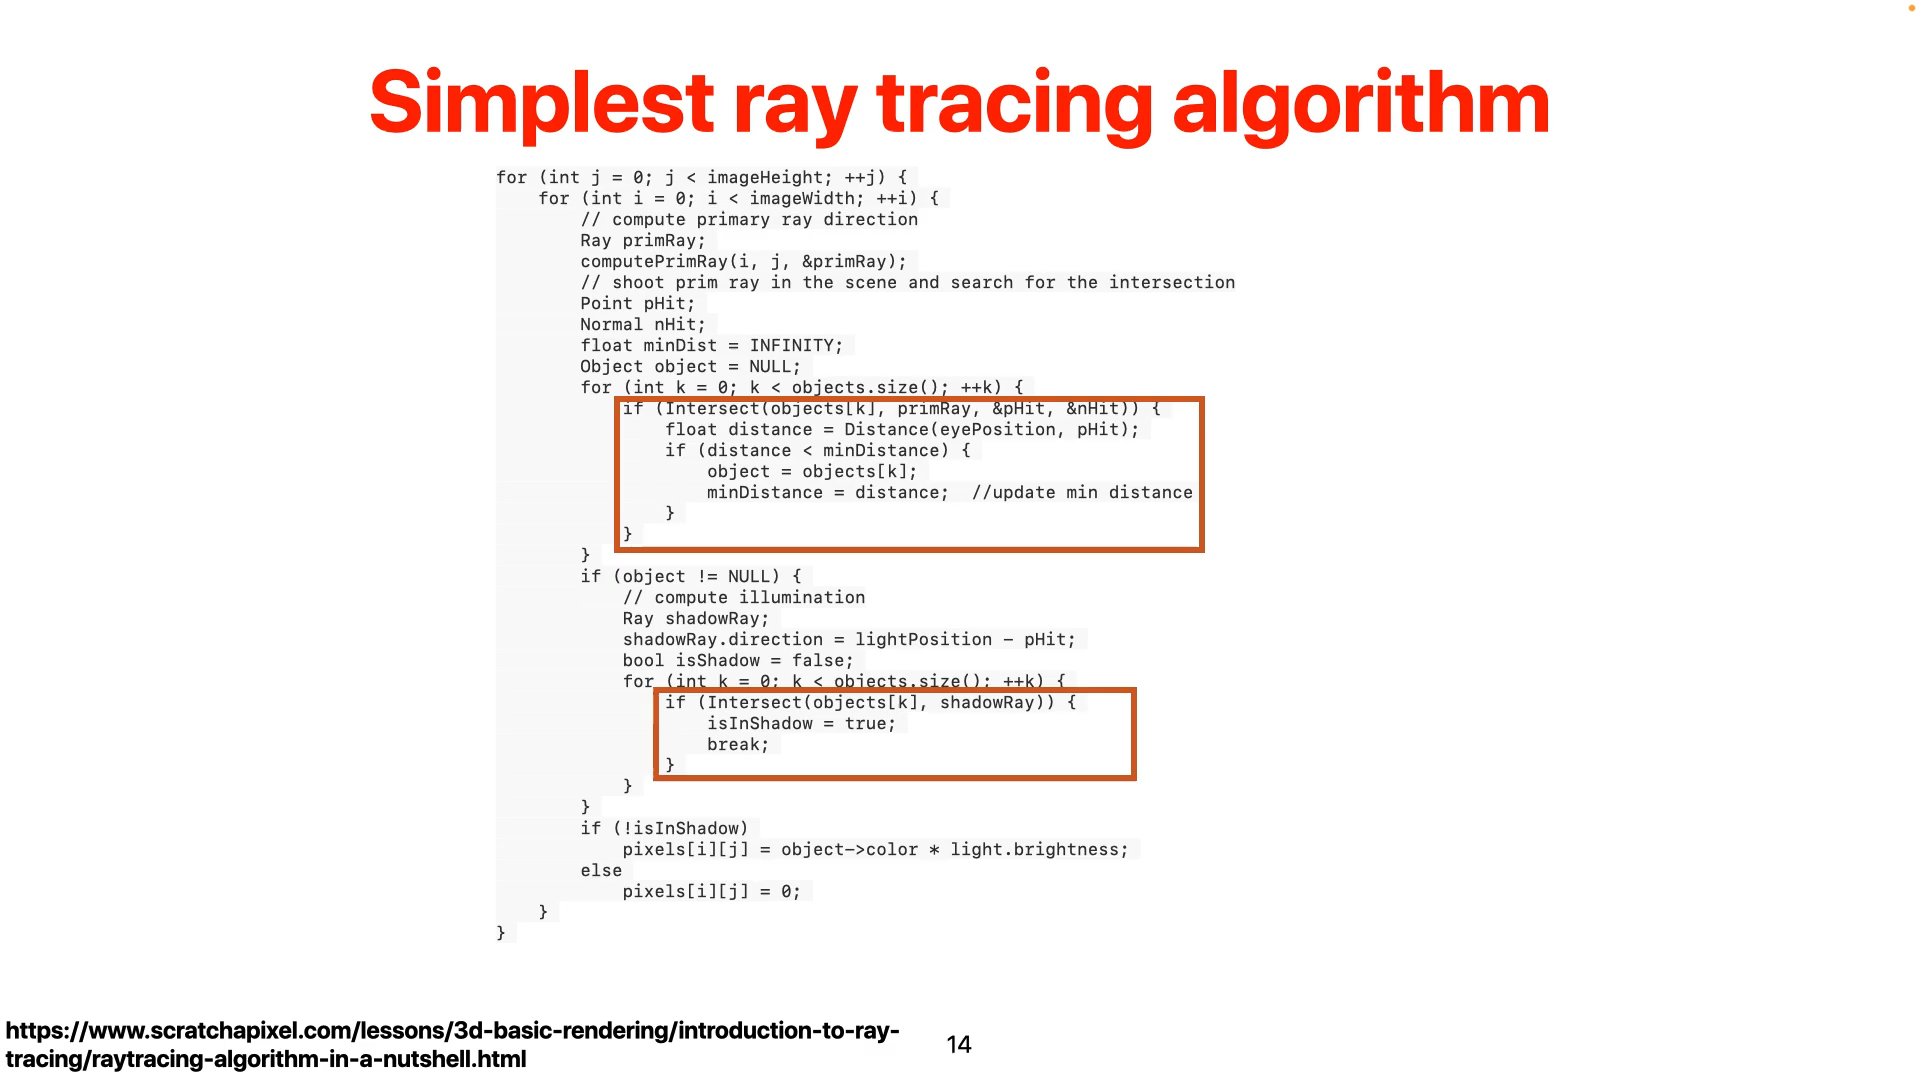 Simplest ray tracing algorithm
for (int j = 0; j < imageHeight; ++j) {
    for (int i = 0; i < imageWidth; ++i) {
        // compute primary ray direction
        Ray primRay;
        computePrimRay(i, j, &primRay);
        // shoot prim ray in the scene and search for the intersection
        Point pHit;
        Normal nHit;
        float minDist = INFINITY;
        Object object = NULL;
        for (int k = 0; k < objects.size(); ++k) {
            if (Intersect(objects[k], primRay, &pHit, &nHit)) {
                float distance = Distance(eyePosition, pHit);
                if (distance < minDistance) {
                    object = objects[k];
                    minDistance = distance;  //update min distance
                }
            }
        }
        if (object != NULL) {
            // compute illumination
            Ray shadowRay;
            shadowRay.direction = lightPosition − pHit;
            bool isShadow = false;
            for (int k = 0; k < objects.size(); ++k) {
                if (Intersect(objects[k], shadowRay)) {
                    isInShadow = true;
                    break;
                }
            }
        }
        if (!isInShadow)
            pixels[i][j] = object−>color * light.brightness;
        else
            pixels[i][j] = 0;
    }
}
https://www.scratchapixel.com/lessons/3d-basic-rendering/introduction-to-ray-
tracing/raytracing-algorithm-in-a-nutshell.html
14